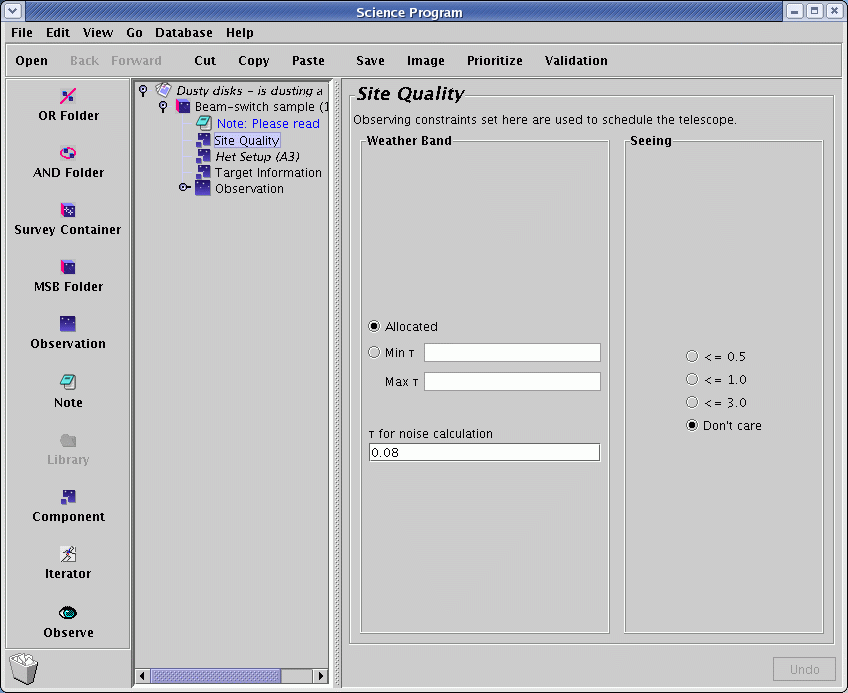 Science Program
File Edit View Go Database Help
Open Back Forward Cut Copy Paste Save Image Prioritize Validation
OR Folder
AND Folder
Survey Container
MSB Folder
Observation
Note
Library
Component
Iterator
Observe
Dusty disks - is dusting a
Beam-switch sample (1
Note: Please read
Site Quality
Het Setup (A3)
Target Information
Observation
Site Quality
Observing constraints set here are used to schedule the telescope.
Weather Band
Allocated
Min τ
Max τ
τ for noise calculation
0.08
Seeing
<= 0.5
<= 1.0
<= 3.0
Don't care
Undo